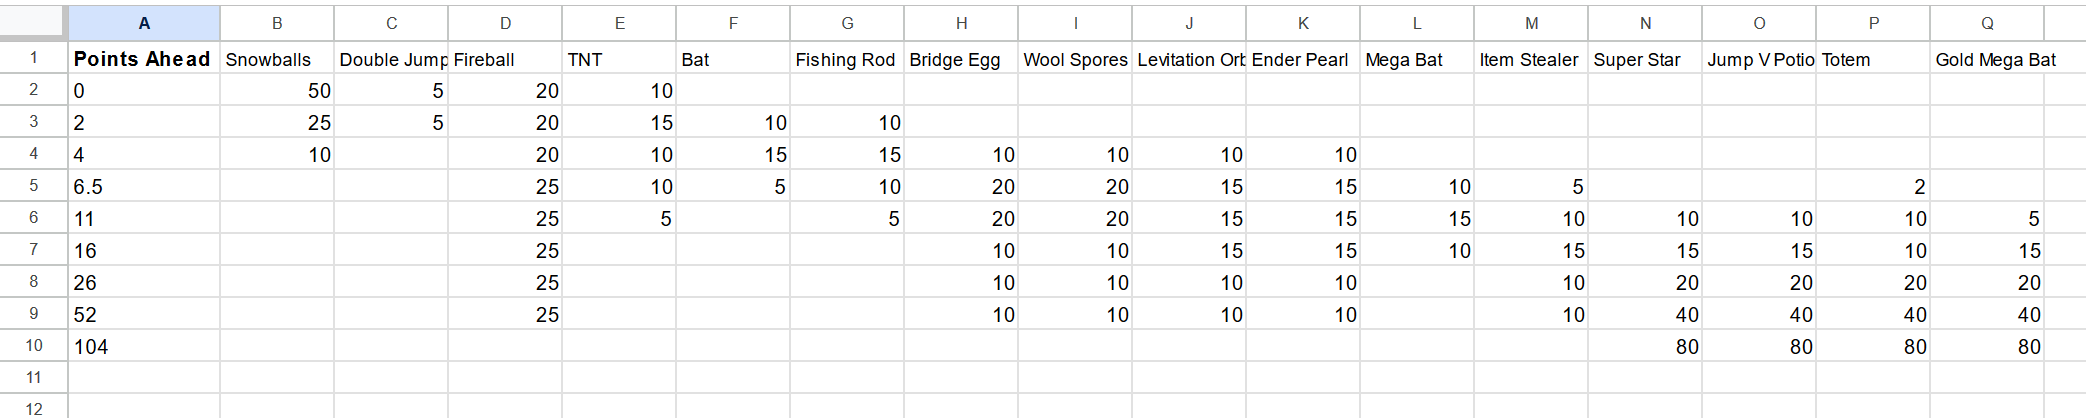 A B C D E F G H I J K L M N O P Q
1 Points Ahead Snowballs Double Jump Fireball TNT Bat Fishing Rod Bridge Egg Wool Spores Levitation Orb Ender Pearl Mega Bat Item Stealer Super Star Jump V Potio Totem Gold Mega Bat
2 0 50 5 20 10
3 2 25 5 20 15 10 10
4 4 10 20 10 15 15 10 10 10 10
5 6.5 25 10 5 10 20 20 15 15 10 5 2
6 11 25 5 5 20 20 15 15 15 10 10 10 10 5
7 16 25 10 10 15 15 10 15 15 15 10 15
8 26 25 10 10 10 10 10 20 20 20 20
9 52 25 10 10 10 10 10 40 40 40 40
10 104 80 80 80 80
11
12